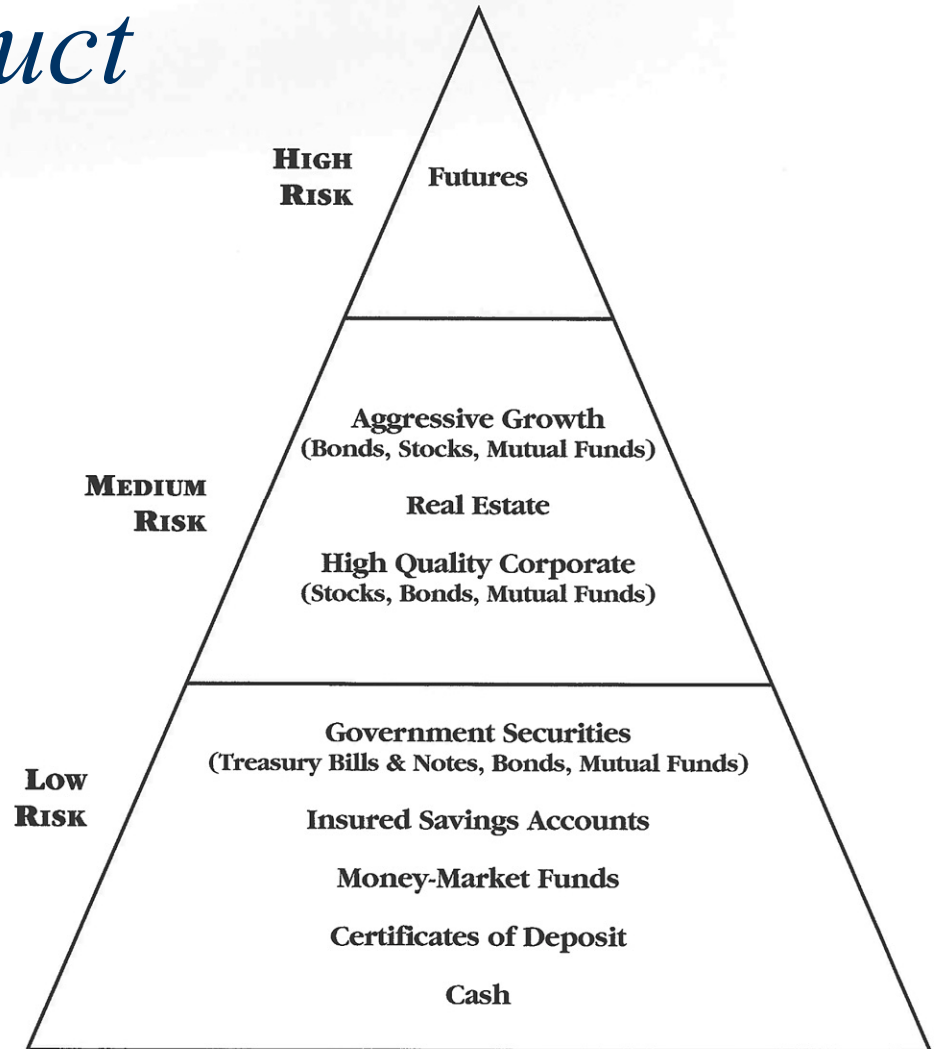 uct
HIGH
RISK
Futures
Aggressive Growth
(Bonds, Stocks, Mutual Funds)
MEDIUM
RISK
Real Estate
High Quality Corporate
(Stocks, Bonds, Mutual Funds)
Government Securities
(Treasury Bills & Notes, Bonds, Mutual Funds)
LOW
RISK
Insured Savings Accounts
Money-Market Funds
Certificates of Deposit
Cash